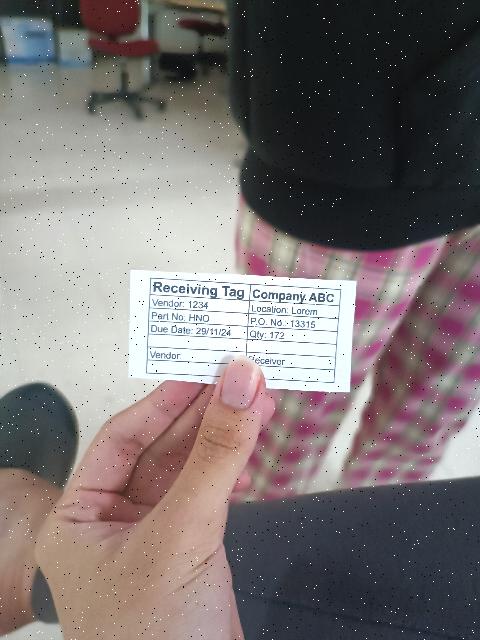 Receiving Tag Company ABC
Vendor: 1234 Location: Lorem
Part No: HNO P.O. No.: 13315
Due Date: 29/11/24 Qty: 172
Vendor Receiver